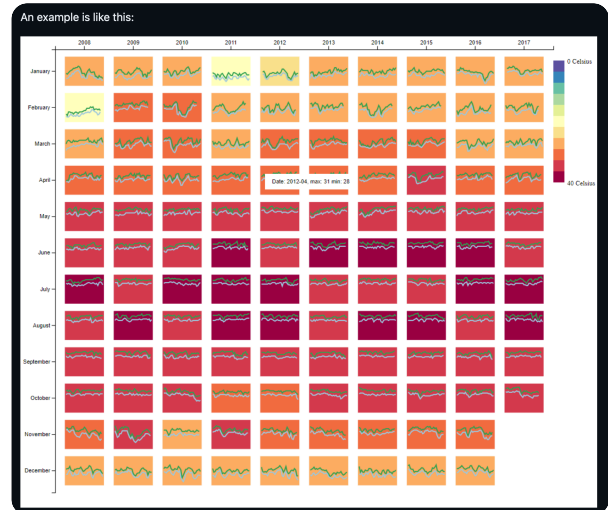 An example is like this:
2008 2009 2010 2011 2012 2013 2014 2015 2016 2017
0 Celsius
January
February
March
April
Date: 2012-04, max: 31 min: 28
40 Celsius
May
June
July
August
September
October
November
December